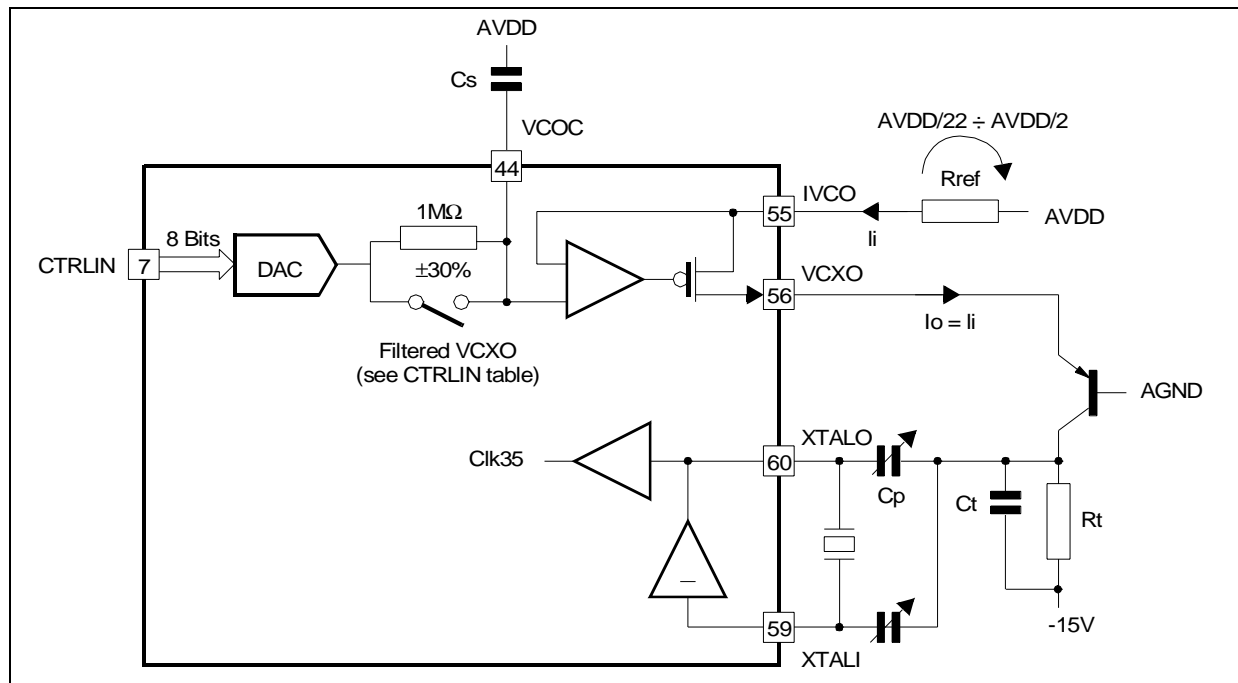 AVDD
Cs
VCOC
44
AVDD/22 ÷ AVDD/2
Rref
AVDD
IVCO
55
Ii
1MΩ
±30%
8 Bits
CTRLIN
7
DAC
VCXO
56
Io = Ii
Filtered VCXO
(see CTRLIN table)
AGND
XTALO
60
Clk35
Cp
Ct
Rt
–
59
XTALI
-15V